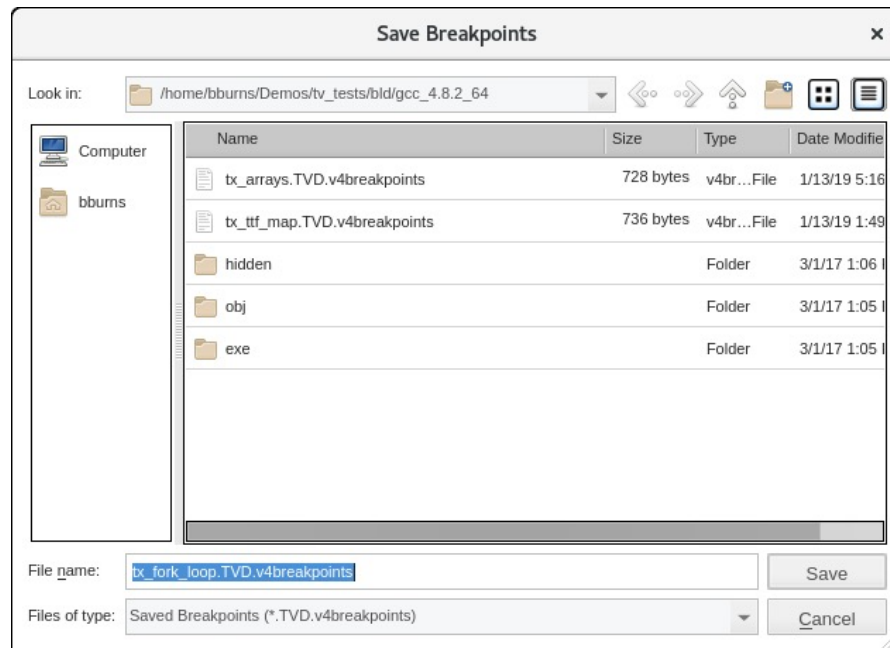 Save Breakpoints
Look in: /home/bburns/Demos/tv_tests/bld/gcc_4.8.2_64
Computer
bburns
Name Size Type Date Modifie
tx_arrays.TVD.v4breakpoints 728 bytes v4br...File 1/13/19 5:16
tx_ttf_map.TVD.v4breakpoints 736 bytes v4br...File 1/13/19 1:49
hidden Folder 3/1/17 1:06
obj Folder 3/1/17 1:05
exe Folder 3/1/17 1:05
File name: tx_fork_loop.TVD.v4breakpoints Save
Files of type: Saved Breakpoints (*.TVD.v4breakpoints) Cancel